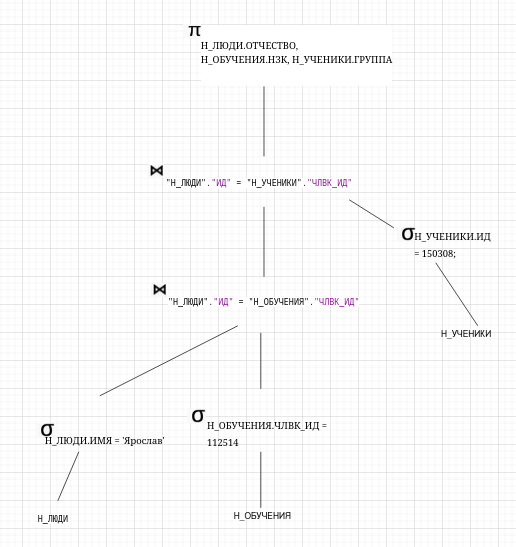 π
Н_ЛЮДИ.ОТЧЕСТВО,
Н_ОБУЧЕНИЯ.НЗК, Н_УЧЕНИКИ.ГРУППА
⋈
"Н_ЛЮДИ"."ИД" = "Н_УЧЕНИКИ"."ЧЛВК_ИД"
σ
Н_УЧЕНИКИ.ИД
= 150308;
⋈
"Н_ЛЮДИ"."ИД" = "Н_ОБУЧЕНИЯ"."ЧЛВК_ИД"
Н_УЧЕНИКИ
σ
Н_ЛЮДИ.ИМЯ = 'Ярослав'
σ
Н_ОБУЧЕНИЯ.ЧЛВК_ИД =
112514
Н_ЛЮДИ
Н_ОБУЧЕНИЯ